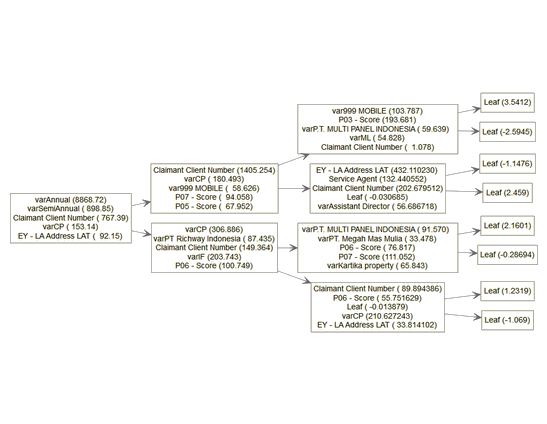 varAnnual (8868.72)
varSemiAnnual ( 898.85)
Claimant Client Number ( 767.39)
varCP ( 153.14)
EY - LA Address LAT ( 92.15)
Claimant Client Number (1405.254)
varCP ( 180.493)
var999 MOBILE ( 58.626)
P07 - Score ( 94.058)
P05 - Score ( 67.952)
varCP (306.886)
varPT Richway Indonesia ( 87.435)
Claimant Client Number (149.364)
varIF (203.743)
P06 - Score (100.749)
var999 MOBILE (103.787)
P03 - Score (193.681)
varP.T. MULTI PANEL INDONESIA ( 59.639)
varML ( 54.828)
Claimant Client Number ( 1.078)
EY - LA Address LAT (432.110230)
Service Agent (132.440552)
Claimant Client Number (202.679512)
Leaf (-0.030685)
varAssistant Director ( 56.686718)
varP.T. MULTI PANEL INDONESIA ( 91.570)
varPT. Megah Mas Mulia ( 33.478)
P06 - Score ( 76.817)
P07 - Score (111.052)
varKartika property ( 65.843)
Claimant Client Number ( 89.894386)
P06 - Score ( 55.751629)
Leaf (-0.013879)
varCP (210.627243)
EY - LA Address LAT ( 33.814102)
Leaf (3.5412)
Leaf (-2.5945)
Leaf (-1.1476)
Leaf (2.459)
Leaf (2.1601)
Leaf (-0.28694)
Leaf (1.2319)
Leaf (-1.069)